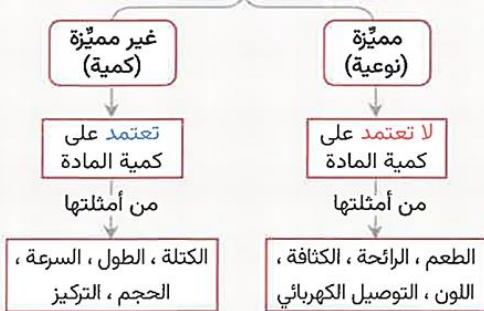 مميِّزة
(نوعية)
لا تعتمد على
كمية المادة
من أمثلتها
الطعم ، الرائحة ، الكثافة ،
اللون ، التوصيل الكهربائي
غير مميِّزة
(كمية)
تعتمد على
كمية المادة
من أمثلتها
الكتلة ، الطول ، السرعة ،
الحجم ، التركيز